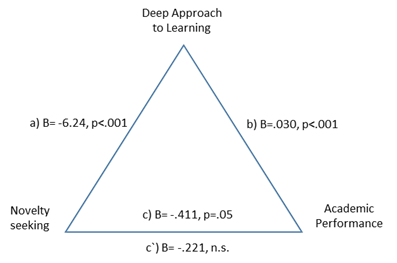 Deep Approach
to Learning
a) B= -6.24, p<.001
b) B=.030, p<.001
Novelty
seeking
c) B= -.411, p=.05
Academic
Performance
c`) B= -.221, n.s.